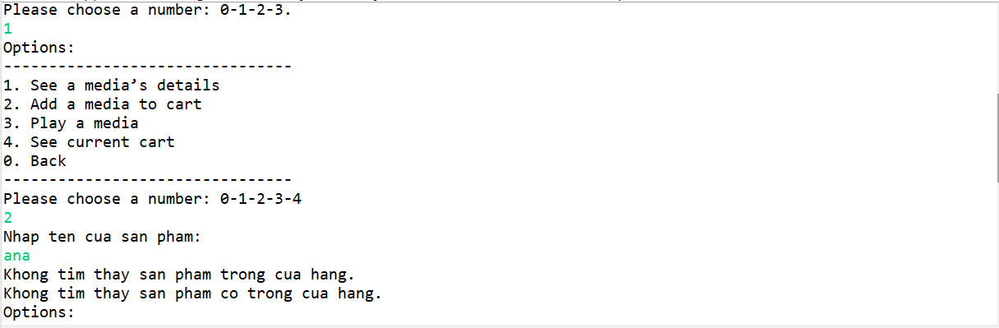 Please choose a number: 0-1-2-3.
1
Options:
--------------------------------
1. See a media’s details
2. Add a media to cart
3. Play a media
4. See current cart
0. Back
--------------------------------
Please choose a number: 0-1-2-3-4
2
Nhap ten cua san pham:
ana
Khong tim thay san pham trong cua hang.
Khong tim thay san pham co trong cua hang.
Options: